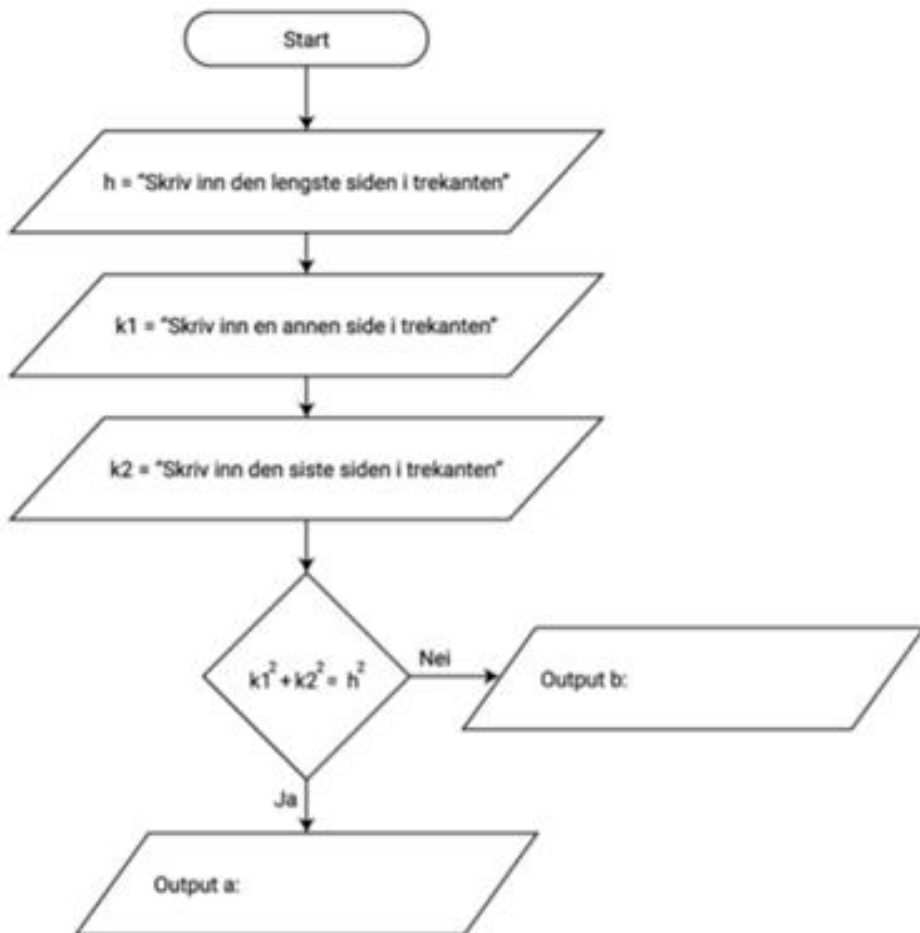 Start
h = "Skriv inn den lengste siden i trekanten"
k1 = "Skriv inn en annen side i trekanten"
k2 = "Skriv inn den siste siden i trekanten"
k1² + k2² = h²
Nei
Output b:
Ja
Output a: